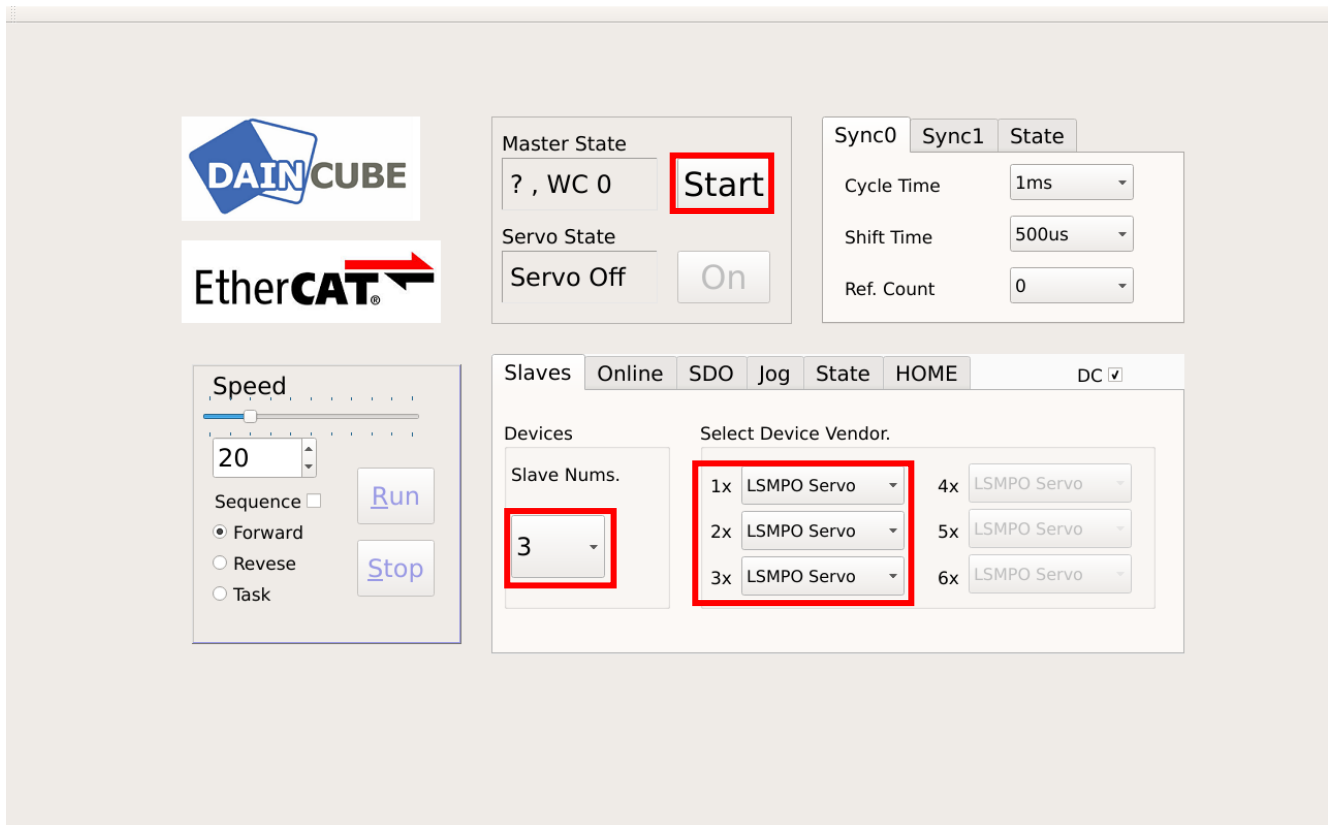 DAINCUBE
EtherCAT®
Master State
? , WC 0
Start
Servo State
Servo Off
On
Sync0 Sync1 State
Cycle Time 1ms
Shift Time 500us
Ref. Count 0
Speed
20
Sequence
Forward
Revese
Task
Run
Stop
Slaves Online SDO Jog State HOME DC
Devices
Slave Nums.
3
Select Device Vendor.
1x LSMPO Servo 4x LSMPO Servo
2x LSMPO Servo 5x LSMPO Servo
3x LSMPO Servo 6x LSMPO Servo